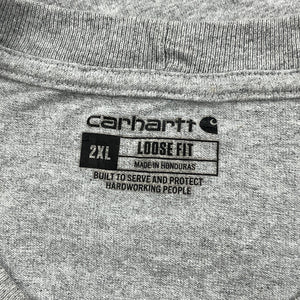 carhartt
2XL LOOSE FIT
MADE IN HONDURAS
BUILT TO SERVE AND PROTECT
HARDWORKING PEOPLE